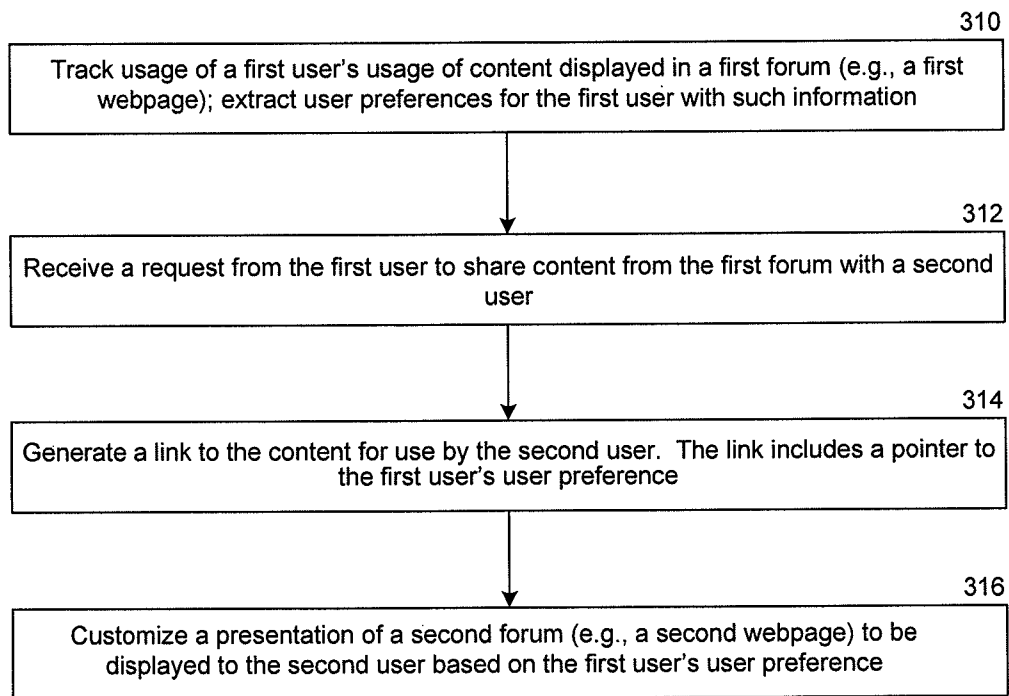 310
Track usage of a first user's usage of content displayed in a first forum (e.g., a first
webpage); extract user preferences for the first user with such information
312
Receive a request from the first user to share content from the first forum with a second
user
314
Generate a link to the content for use by the second user. The link includes a pointer to
the first user's user preference
316
Customize a presentation of a second forum (e.g., a second webpage) to be
displayed to the second user based on the first user's user preference